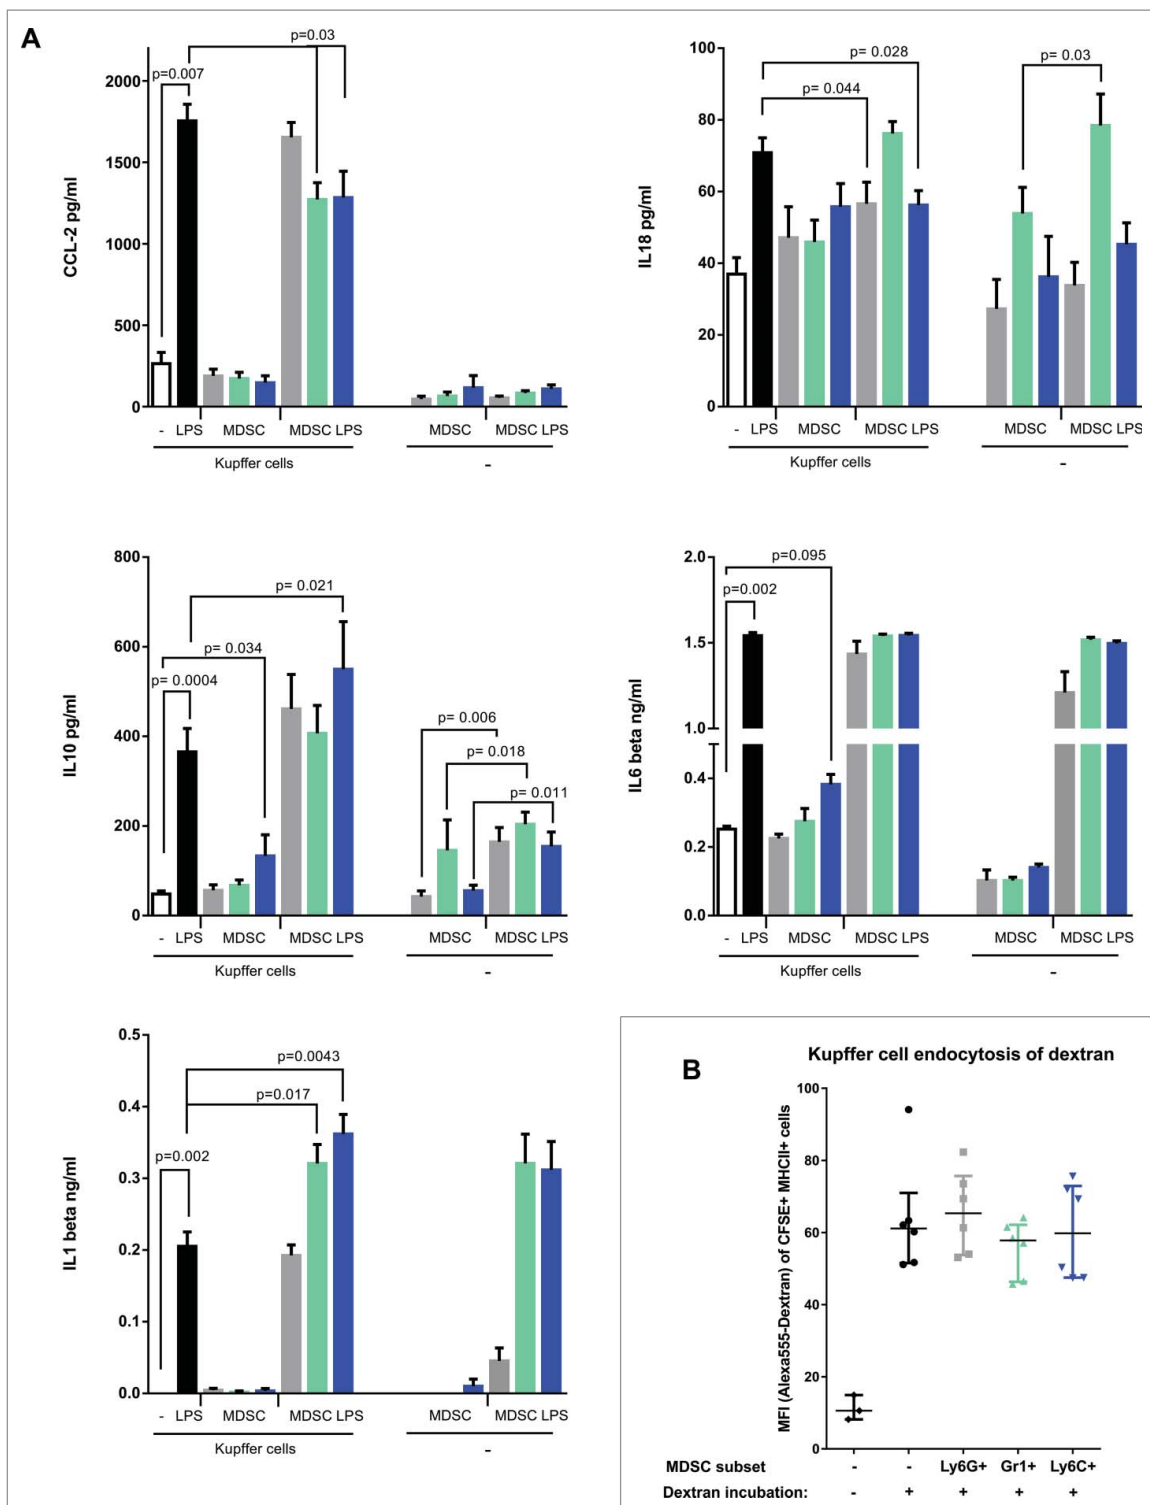 A
CCL-2 pg/ml
2000
1500
1000
500
0
p=0.007
p=0.03
- LPS MDSC MDSC LPS MDSC MDSC LPS
Kupffer cells -
IL18 pg/ml
100
80
60
40
20
0
p= 0.028
p= 0.044
p= 0.03
- LPS MDSC MDSC LPS MDSC MDSC LPS
Kupffer cells -
IL10 pg/ml
800
600
400
200
0
p= 0.021
p= 0.034
p= 0.0004
p= 0.006
p= 0.018
p= 0.011
- LPS MDSC MDSC LPS MDSC MDSC LPS
Kupffer cells -
IL6 beta ng/ml
2.0
1.5
1.0
0.4
0.2
0.0
p=0.095
p=0.002
- LPS MDSC MDSC LPS MDSC MDSC LPS
Kupffer cells -
IL1 beta ng/ml
0.5
0.4
0.3
0.2
0.1
0.0
p=0.0043
p=0.017
p=0.002
- LPS MDSC MDSC LPS MDSC MDSC LPS
Kupffer cells -
B
Kupffer cell endocytosis of dextran
MFI (Alexa555-Dextran) of CFSE+ MHCII+ cells
100
80
60
40
20
0
MDSC subset - - Ly6G+ Gr1+ Ly6C+
Dextran incubation: - + + + +